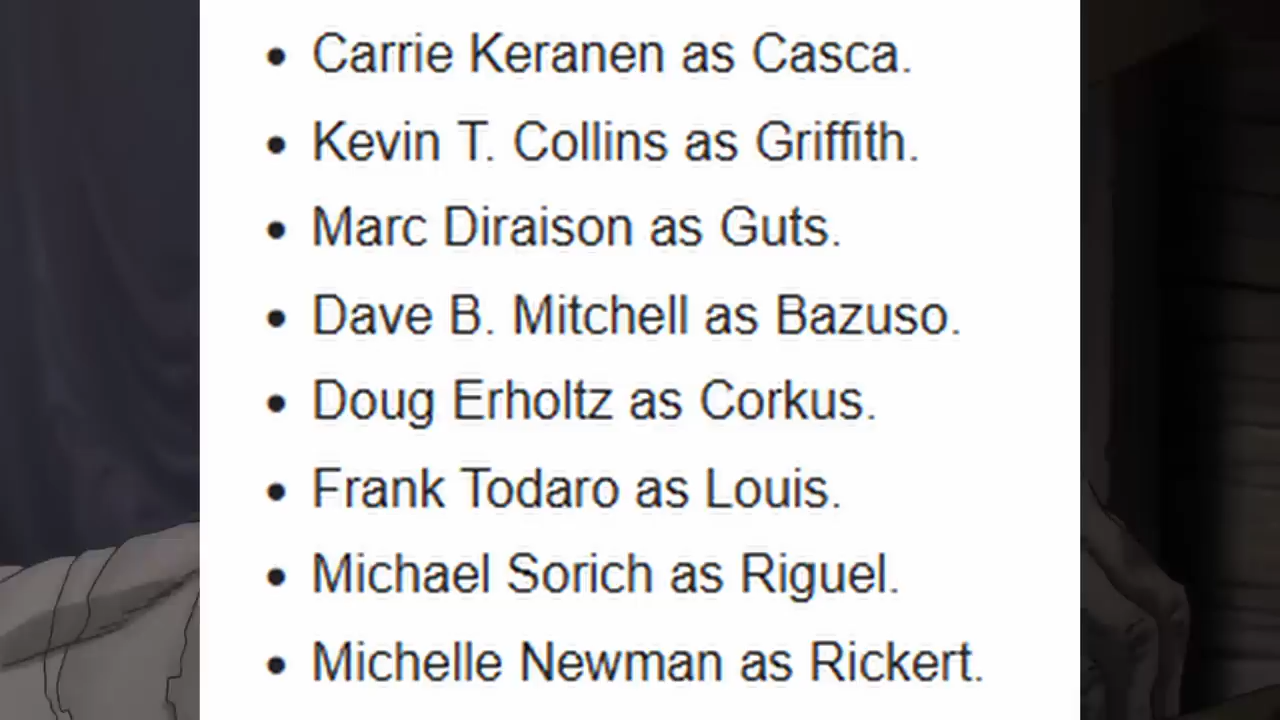 • Carrie Keranen as Casca.
• Kevin T. Collins as Griffith.
• Marc Diraison as Guts.
• Dave B. Mitchell as Bazuso.
• Doug Erholtz as Corkus.
• Frank Todaro as Louis.
• Michael Sorich as Riguel.
• Michelle Newman as Rickert.